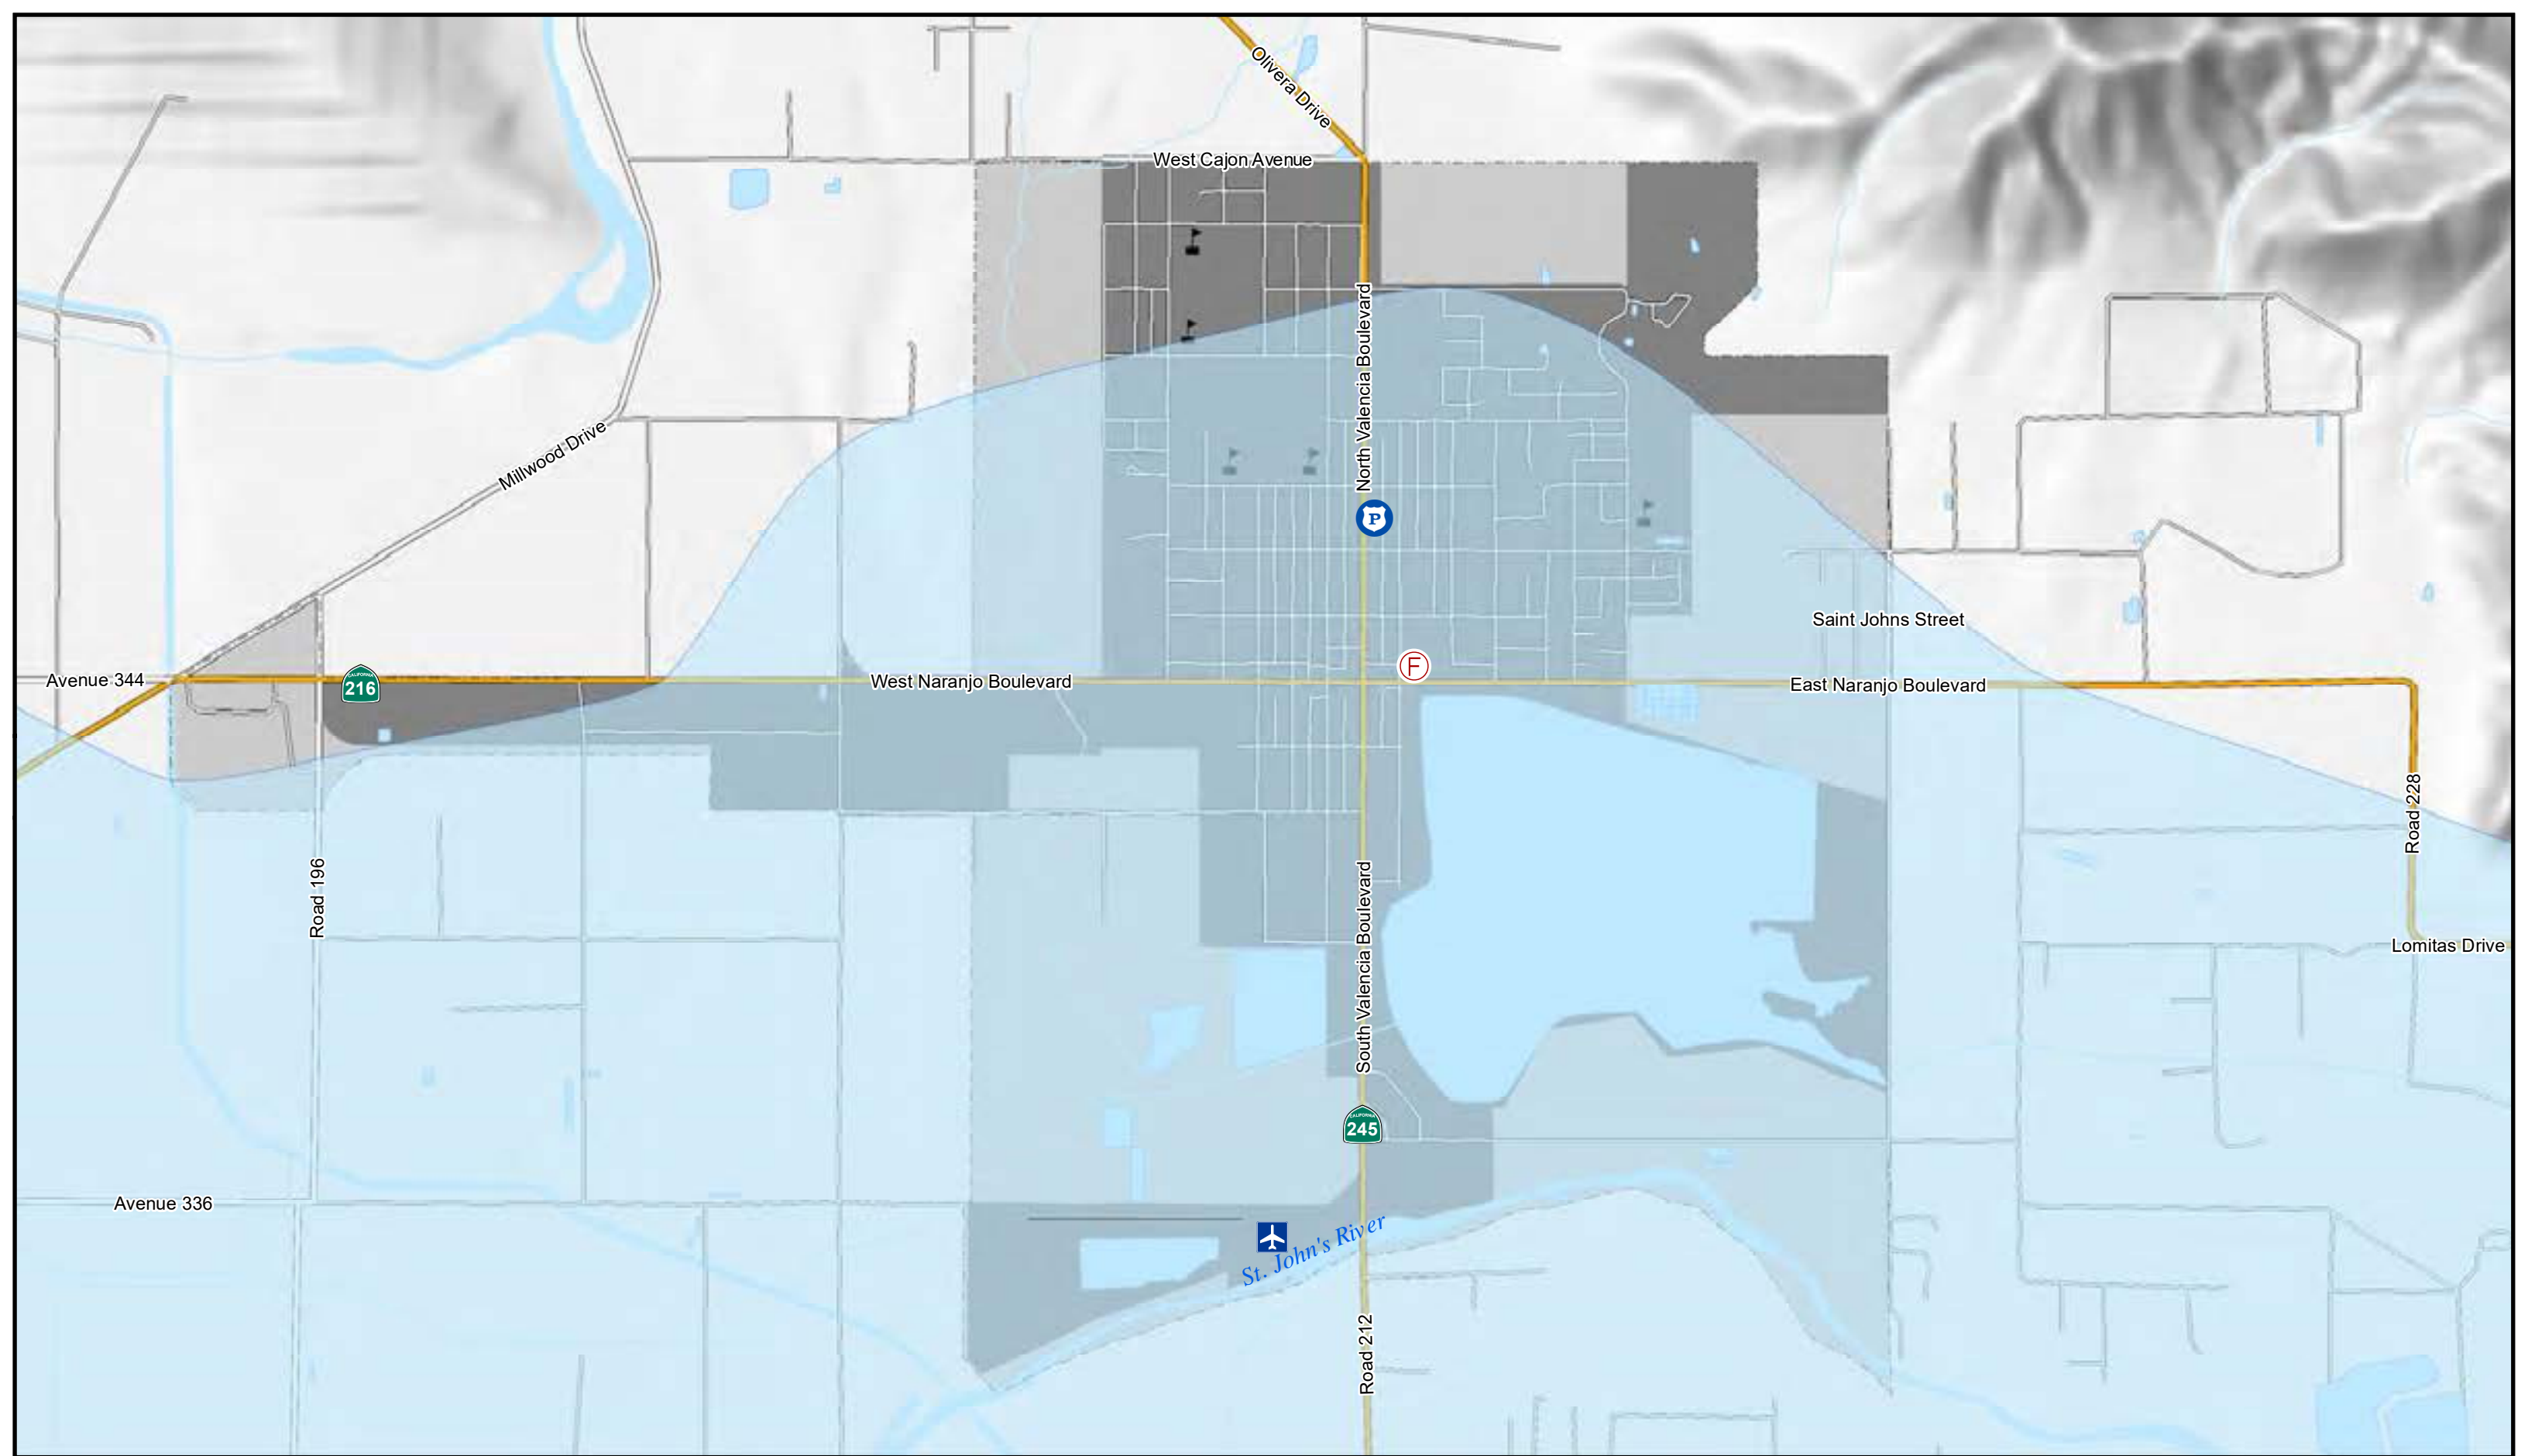 Olivera Drive
West Cajon Avenue
North Valencia Boulevard
Millwood Drive
P
Saint Johns Street
F
Avenue 344
CALIFORNIA
216
West Naranjo Boulevard
East Naranjo Boulevard
Road 228
Road 196
South Valencia Boulevard
Lomitas Drive
CALIFORNIA
245
Avenue 336
St. John's River
Road 212